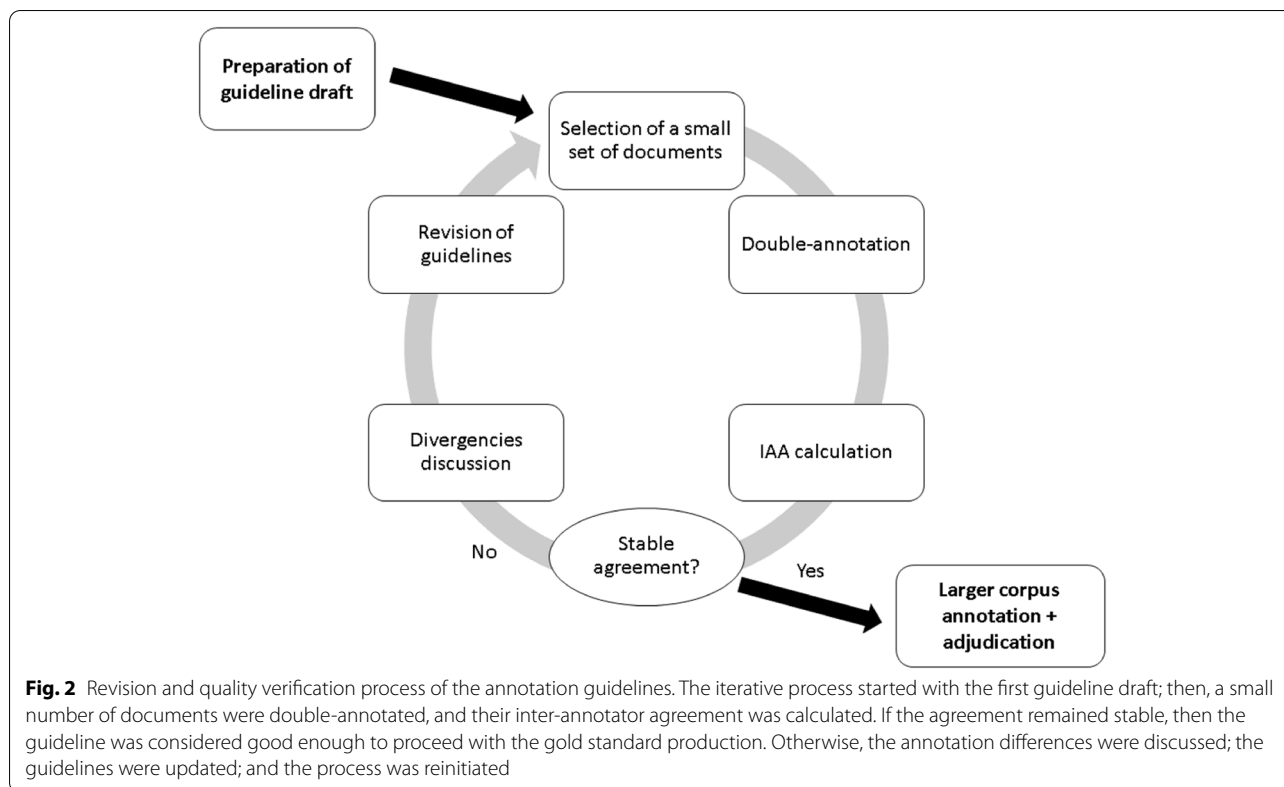 Preparation of
guideline draft
Selection of a small
set of documents
Revision of
guidelines
Double-annotation
Divergencies
discussion
IAA calculation
No
Stable
agreement?
Yes
Larger corpus
annotation +
adjudication
Fig. 2 Revision and quality verification process of the annotation guidelines. The iterative process started with the first guideline draft; then, a small
number of documents were double-annotated, and their inter-annotator agreement was calculated. If the agreement remained stable, then the
guideline was considered good enough to proceed with the gold standard production. Otherwise, the annotation differences were discussed; the
guidelines were updated; and the process was reinitiated